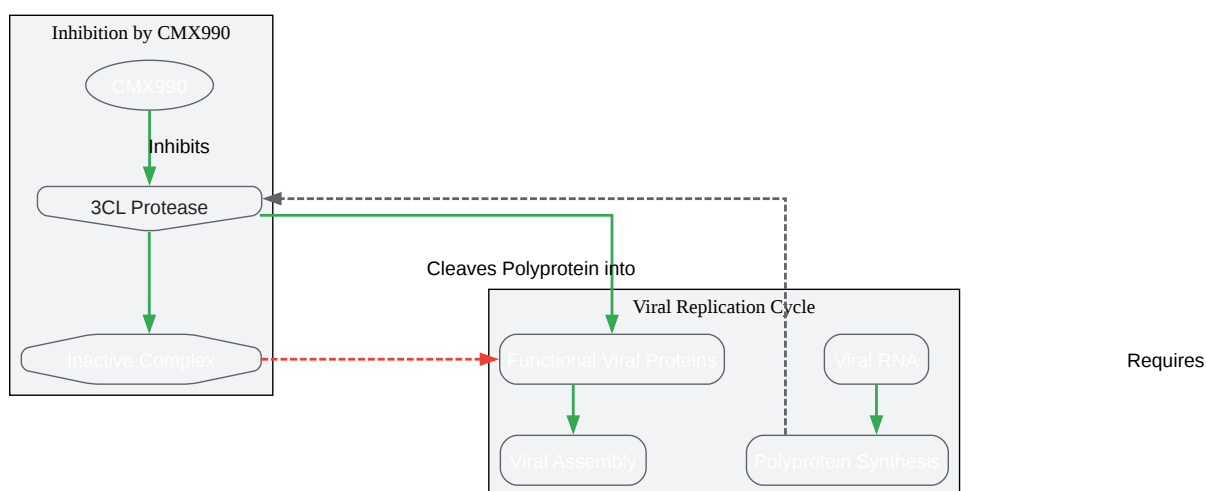 Inhibition by CMX990
CMX990
Inhibits
3CL Protease
Cleaves Polyprotein into
Viral Replication Cycle
Inactive Complex
Functional Viral Proteins
Viral RNA
Requires
Viral Assembly
Polyprotein Synthesis